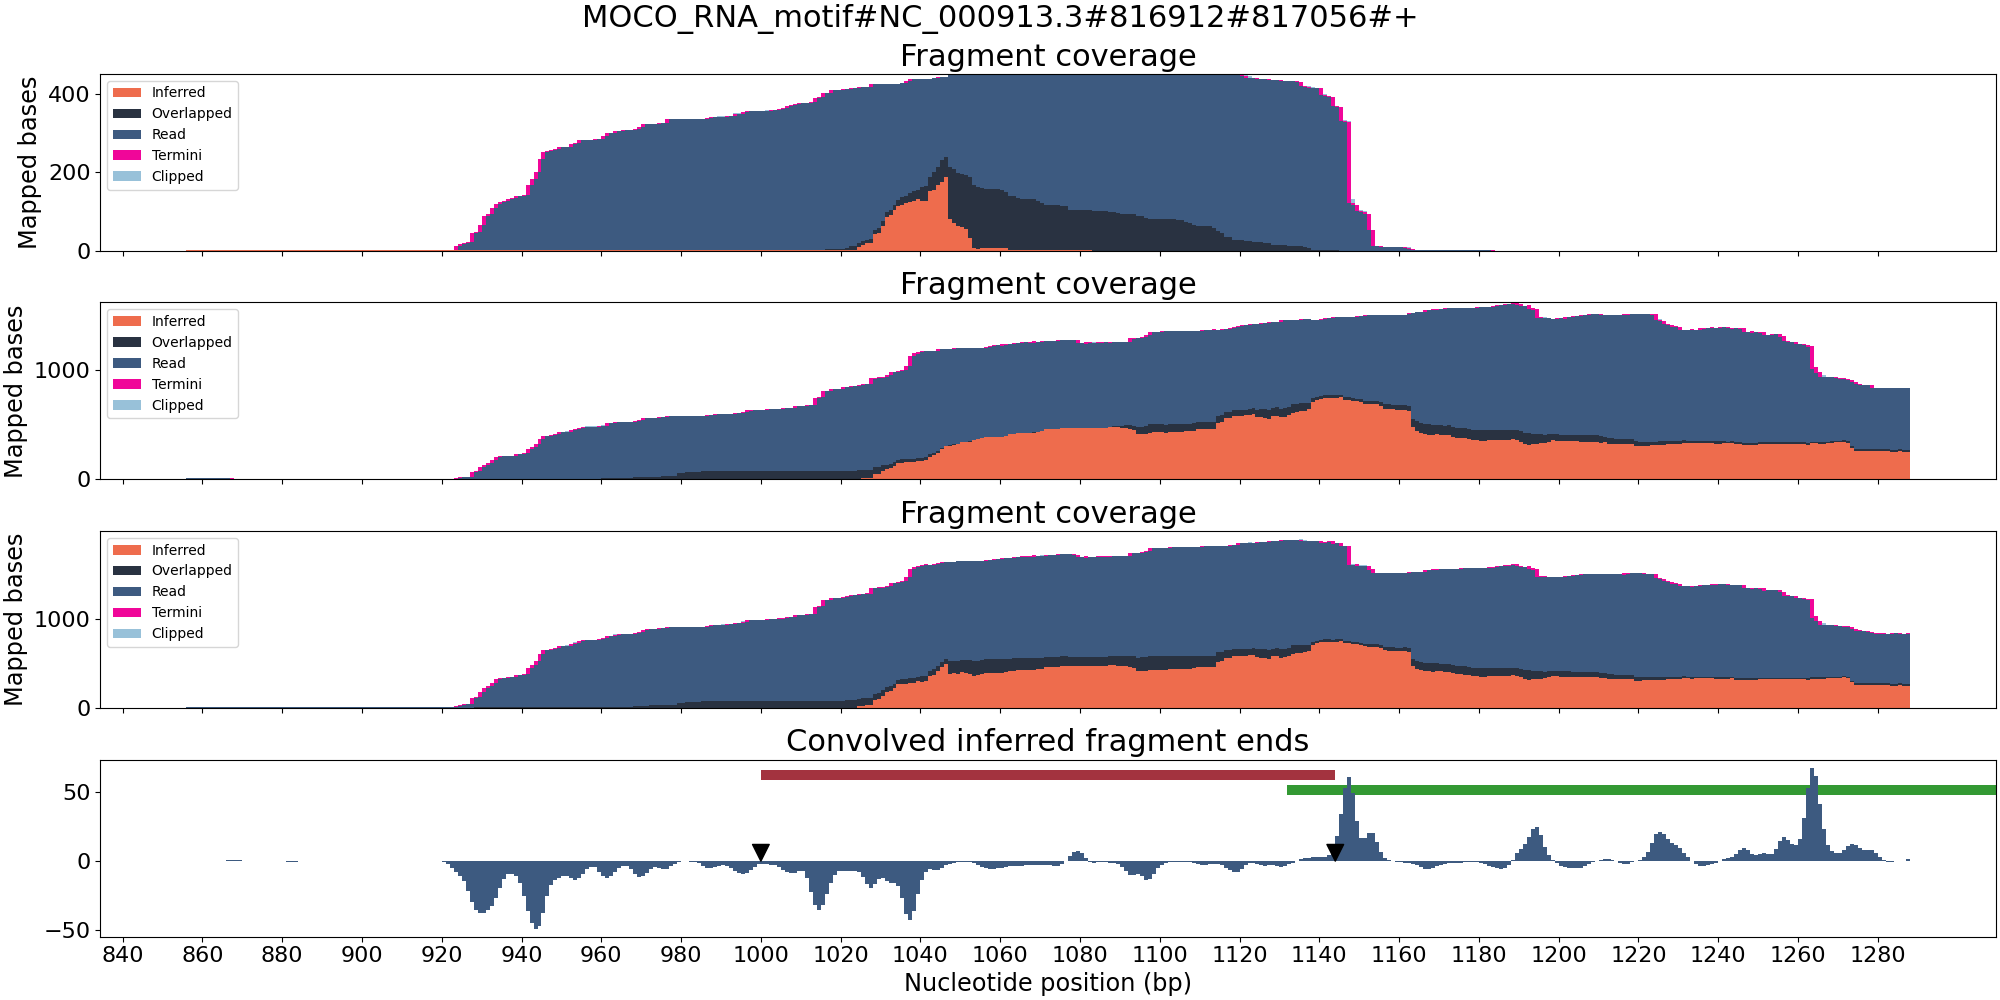 MOCO_RNA_motif#NC_000913.3#816912#817056#+
Fragment coverage
Mapped bases
400
200
0
Inferred
Overlapped
Read
Termini
Clipped
Fragment coverage
Mapped bases
1000
0
Inferred
Overlapped
Read
Termini
Clipped
Fragment coverage
Mapped bases
1000
0
Inferred
Overlapped
Read
Termini
Clipped
Convolved inferred fragment ends
50
0
−50
840 860 880 900 920 940 960 980 1000 1020 1040 1060 1080 1100 1120 1140 1160 1180 1200 1220 1240 1260 1280
Nucleotide position (bp)